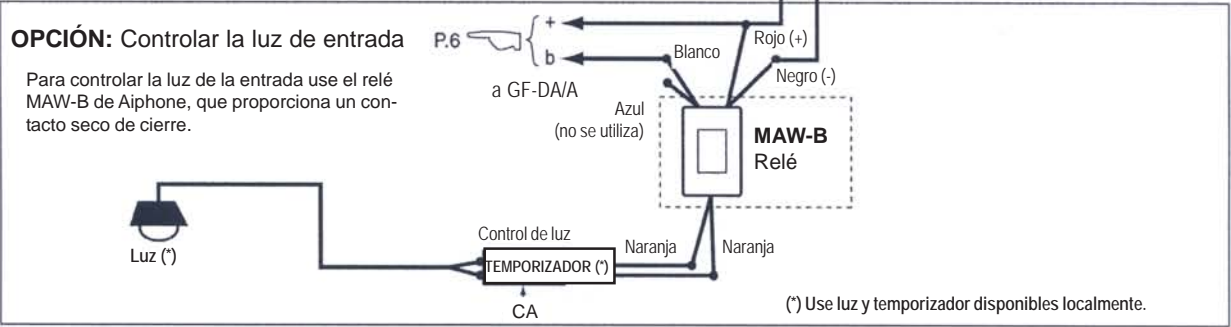 OPCIÓN: Controlar la luz de entrada
Para controlar la luz de la entrada use el relé
MAW-B de Aiphone, que proporciona un con-
tacto seco de cierre.
P.6
+
b
a GF-DA/A
Blanco
Rojo (+)
Negro (-)
Azul
(no se utiliza)
MAW-B
Relé
Luz (*)
Control de luz
TEMPORIZADOR (*)
CA
Naranja
Naranja
(*) Use luz y temporizador disponibles localmente.